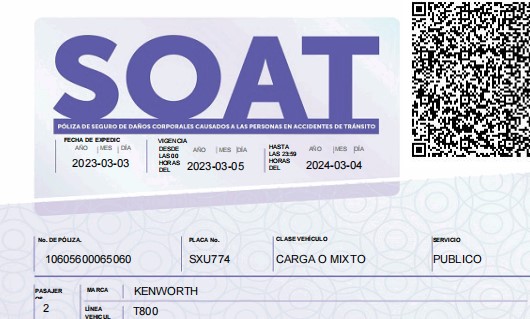 SOAT
PÓLIZA DE SEGURO DE DAÑOS CORPORALES CAUSADOS A LAS PERSONAS EN ACCIDENTES DE TRÁNSITO
FECHA DE EXPEDIC
AÑO MES DÍA
2023-03-03
VIGENCIA
DESDE
LAS 00
HORAS
DEL
AÑO MES DÍA
2023-03-05
HASTA
LAS 23:59
HORAS
DEL
AÑO MES DÍA
2024-03-04
No. DE PÓLIZA.
10605600065060
PLACA No.
SXU774
CLASE VEHÍCULO
CARGA O MIXTO
SERVICIO
PUBLICO
PASAJER
2
MARCA
KENWORTH
LÍNEA
VEHICUL
T800